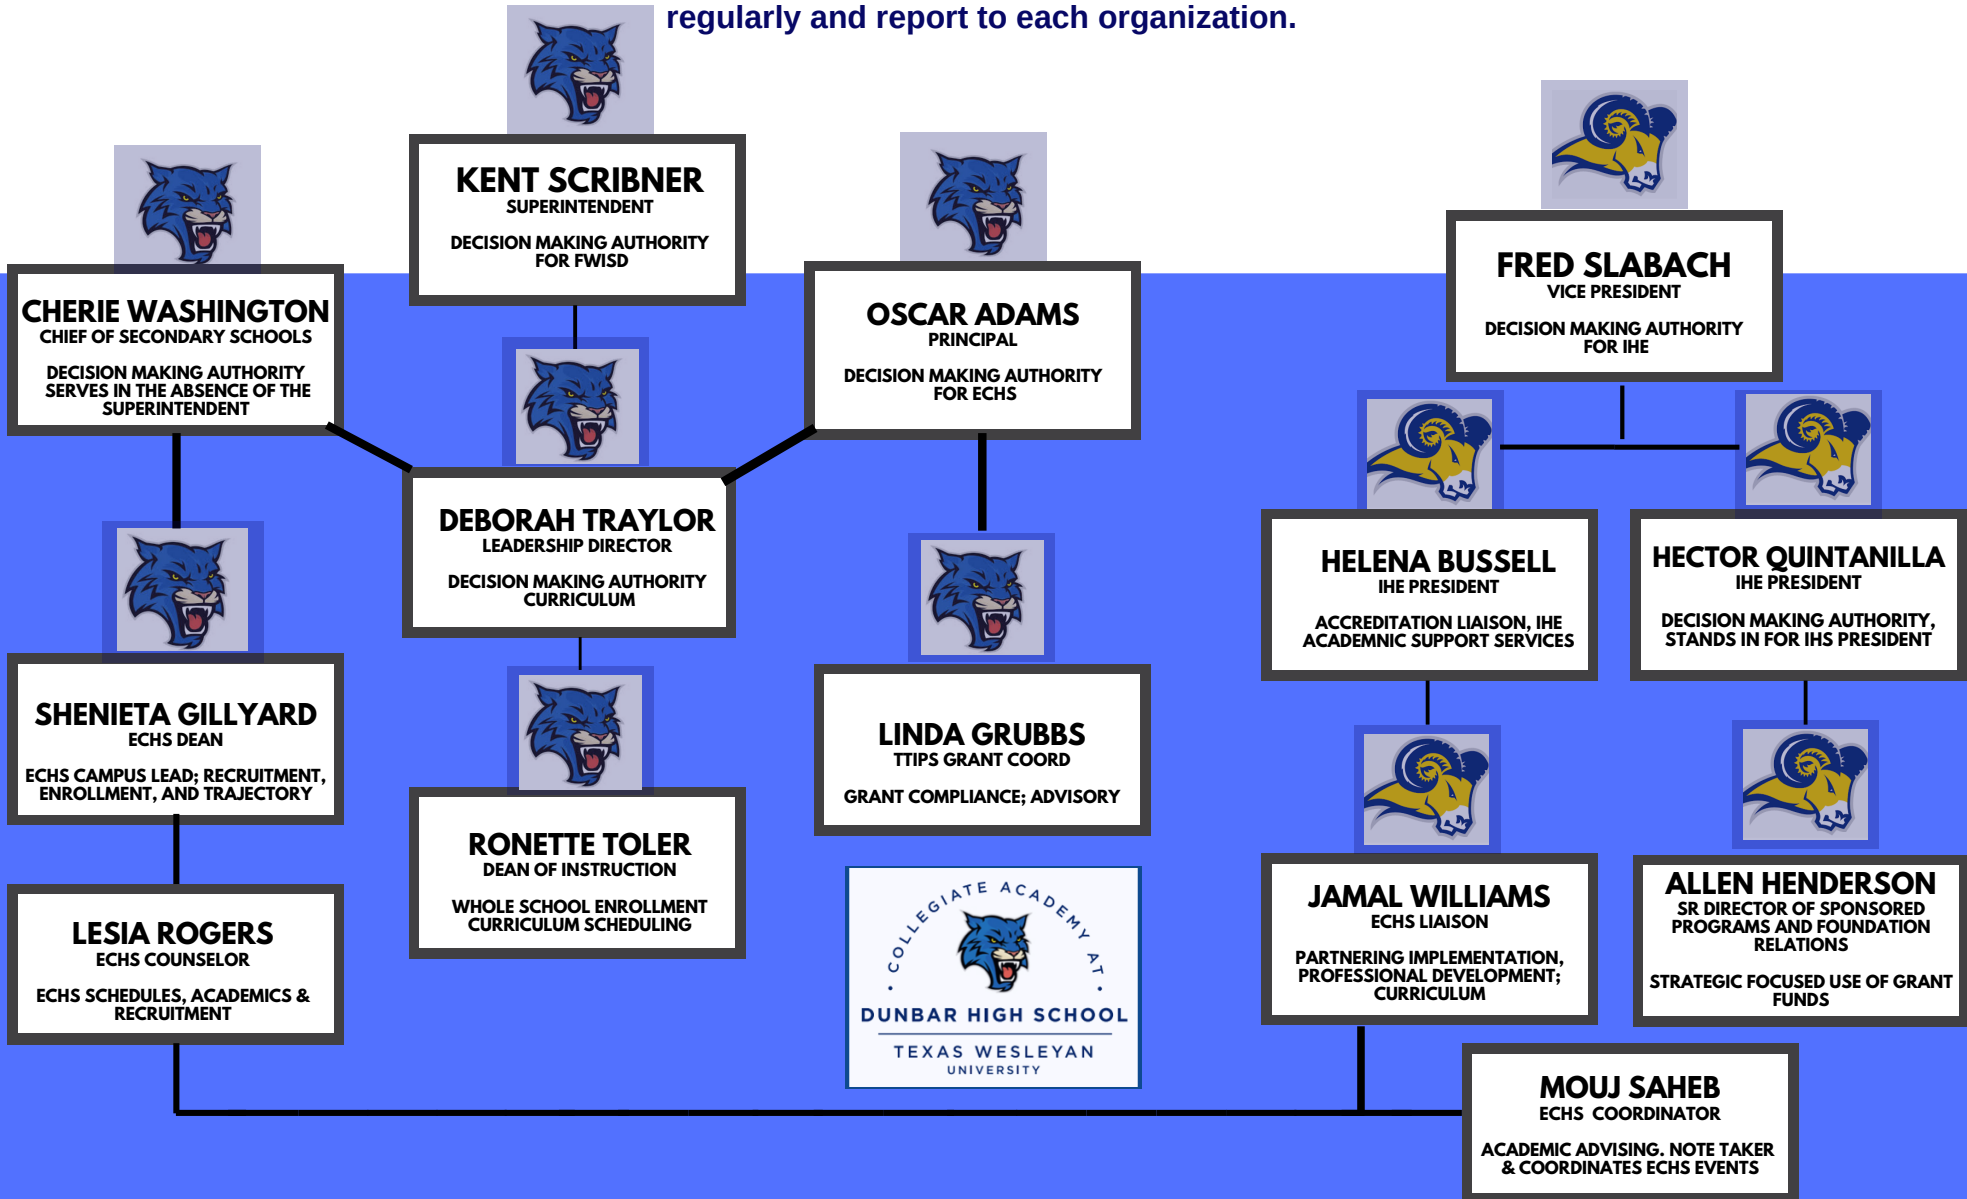 regularly and report to each organization.
KENT SCRIBNER
SUPERINTENDENT
DECISION MAKING AUTHORITY
FOR FWISD
CHERIE WASHINGTON
CHIEF OF SECONDARY SCHOOLS
DECISION MAKING AUTHORITY
SERVES IN THE ABSENCE OF THE
SUPERINTENDENT
OSCAR ADAMS
PRINCIPAL
DECISION MAKING AUTHORITY
FOR ECHS
FRED SLABACH
VICE PRESIDENT
DECISION MAKING AUTHORITY
FOR IHE
DEBORAH TRAYLOR
LEADERSHIP DIRECTOR
DECISION MAKING AUTHORITY
CURRICULUM
HELENA BUSSELL
IHE PRESIDENT
ACCREDITATION LIAISON, IHE
ACADEMNIC SUPPORT SERVICES
HECTOR QUINTANILLA
IHE PRESIDENT
DECISION MAKING AUTHORITY,
STANDS IN FOR IHS PRESIDENT
SHENIETA GILLYARD
ECHS DEAN
ECHS CAMPUS LEAD; RECRUITMENT,
ENROLLMENT, AND TRAJECTORY
LINDA GRUBBS
TTIPS GRANT COORD
GRANT COMPLIANCE; ADVISORY
RONETTE TOLER
DEAN OF INSTRUCTION
WHOLE SCHOOL ENROLLMENT
CURRICULUM SCHEDULING
LESIA ROGERS
ECHS COUNSELOR
ECHS SCHEDULES, ACADEMICS &
RECRUITMENT
• COLLEGIATE ACADEMY AT •
DUNBAR HIGH SCHOOL
TEXAS WESLEYAN
UNIVERSITY
JAMAL WILLIAMS
ECHS LIAISON
PARTNERING IMPLEMENTATION,
PROFESSIONAL DEVELOPMENT;
CURRICULUM
ALLEN HENDERSON
SR DIRECTOR OF SPONSORED
PROGRAMS AND FOUNDATION
RELATIONS
STRATEGIC FOCUSED USE OF GRANT
FUNDS
MOUJ SAHEB
ECHS COORDINATOR
ACADEMIC ADVISING. NOTE TAKER
& COORDINATES ECHS EVENTS